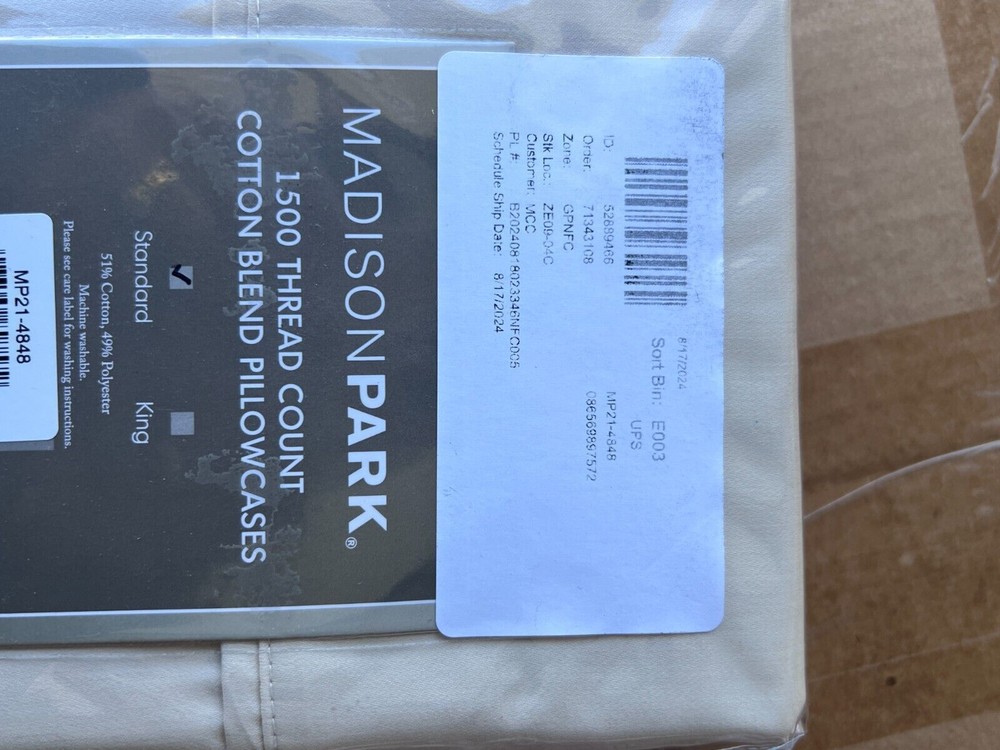 8/17/2024
Sort Bin: E003
UPS
MP21-4848
086569897572
ID: 52889466
Order: 71343108
Zone: GPNFC
Stk Loc.: ZE09-04C
Customer: MCC
PL #: B20240818023346NFC005
Schedule Ship Date: 8/17/2024
MADISON PARK®
1500 THREAD COUNT
COTTON BLEND PILLOWCASES
Standard King
51% Cotton, 49% Polyester
Machine washable.
Please see care label for washing instructions.
MP21-4848